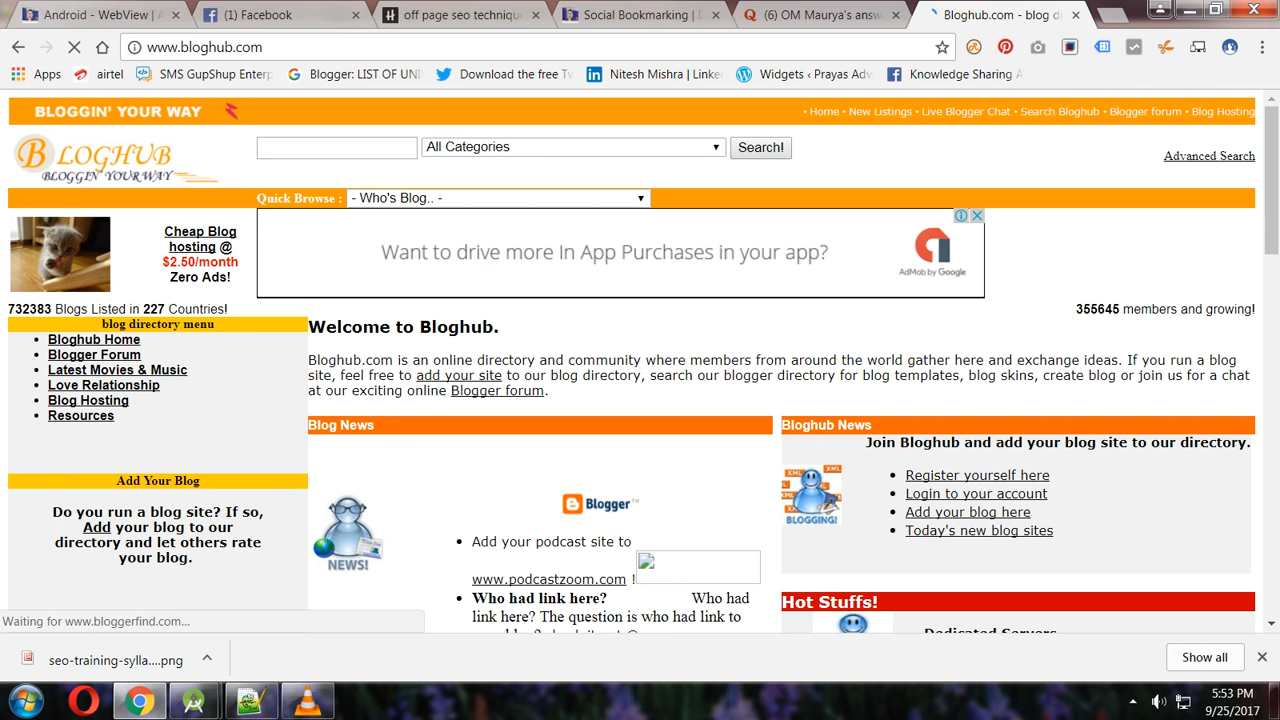 Android - WebView | A
(1) Facebook
off page seo techniqu
Social Bookmarking | D
(6) OM Maurya's answ
Bloghub.com - blog di
www.bloghub.com
Apps
airtel
SMS GupShup Enterp
Blogger: LIST OF UNI
Download the free Tw
Nitesh Mishra | Linke
Widgets ‹ Prayas Adv
Knowledge Sharing A
BLOGGIN' YOUR WAY
• Home • New Listings • Live Blogger Chat • Search Bloghub • Blogger forum • Blog Hosting
BLOGHUB
BLOGGIN YOUR WAY
All Categories
Search!
Advanced Search
Quick Browse :
- Who's Blog.. -
Cheap Blog
hosting @
$2.50/month
Zero Ads!
Want to drive more In App Purchases in your app?
AdMob by Google
732383 Blogs Listed in 227 Countries!
355645 members and growing!
blog directory menu
• Bloghub Home
• Blogger Forum
• Latest Movies & Music
• Love Relationship
• Blog Hosting
• Resources
Add Your Blog
Do you run a blog site? If so,
Add your blog to our
directory and let others rate
your blog.
Welcome to Bloghub.
Bloghub.com is an online directory and community where members from around the world gather here and exchange ideas. If you run a blog
site, feel free to add your site to our blog directory, search our blogger directory for blog templates, blog skins, create blog or join us for a chat
at our exciting online Blogger forum.
Blog News
NEWS!
Blogger™
• Add your podcast site to
www.podcastzoom.com !
• Who had link here? Who had
link here? The question is who had link to
Bloghub News
Join Bloghub and add your blog site to our directory.
XML
BLOGGING!
• Register yourself here
• Login to your account
• Add your blog here
• Today's new blog sites
Hot Stuffs!
Dedicated Servers
Waiting for www.bloggerfind.com...
seo-training-sylla....png
Show all
5:53 PM
9/25/2017